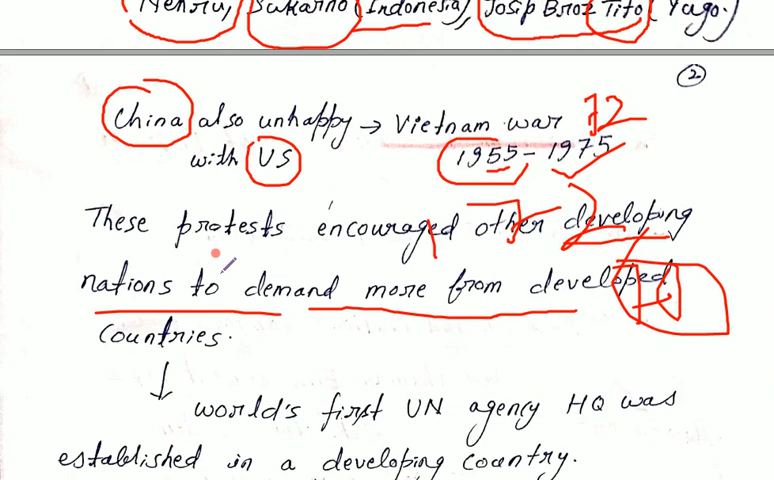 Nehru, Sukarno (Indonesia), Josip Broz Tito (Yugo.)
②
China also unhappy → Vietnam war 72
with US 1955 - 1975
These protests encouraged other developing
nations to demand more from developed
countries.
↓
world's first UN agency HQ was
established in a developing country.